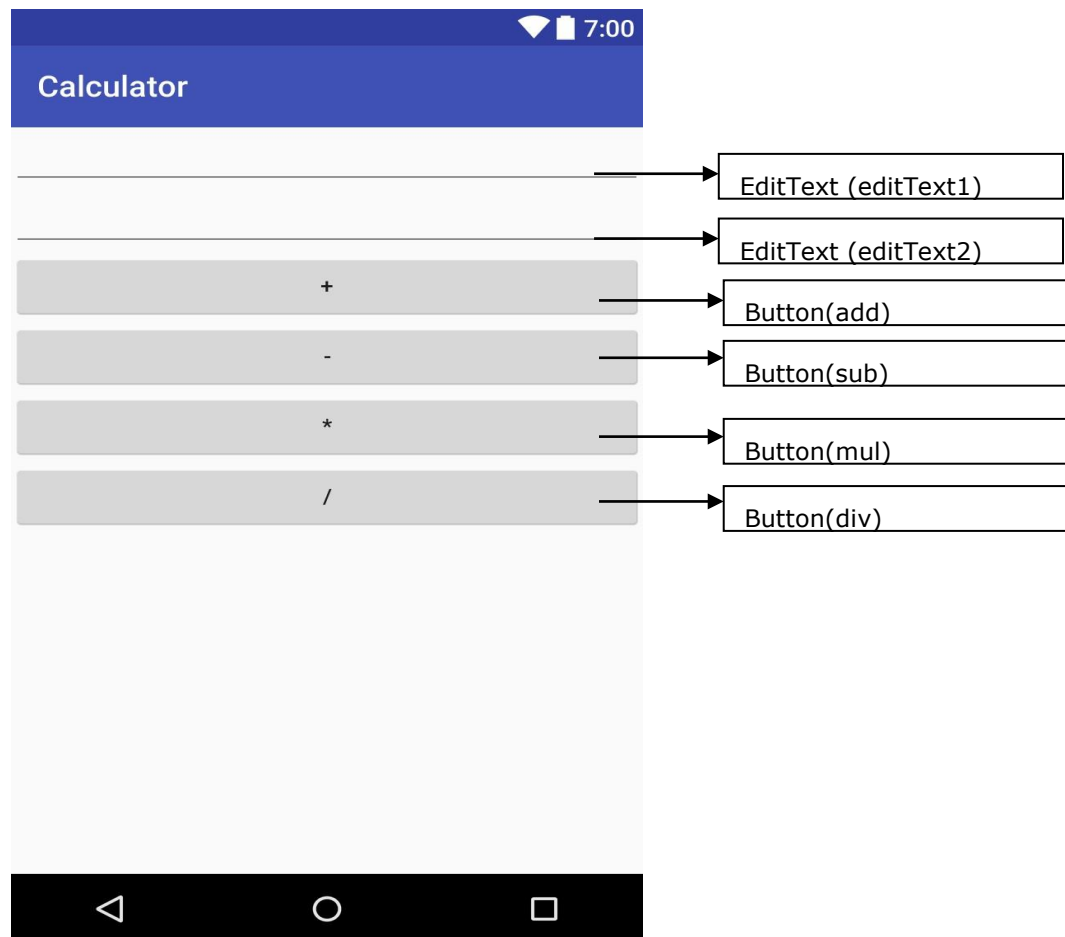 7:00
Calculator
EditText (editText1)
EditText (editText2)
+
Button(add)
-
Button(sub)
*
Button(mul)
/
Button(div)